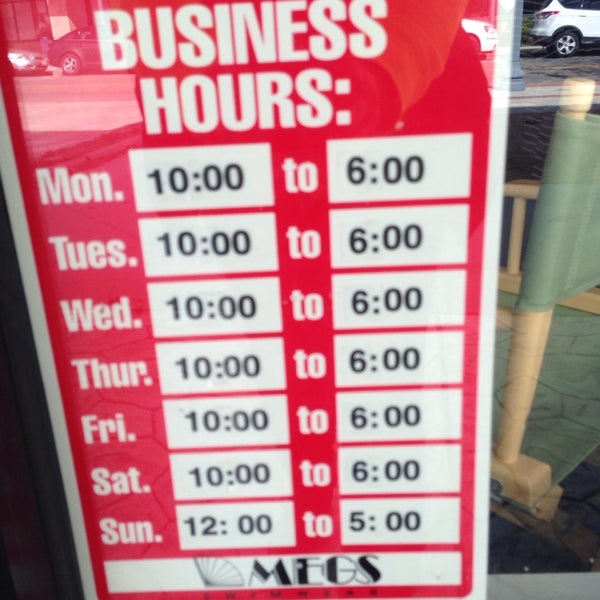 BUSINESS
HOURS:
Mon. 10:00 to 6:00
Tues. 10:00 to 6:00
Wed. 10:00 to 6:00
Thur. 10:00 to 6:00
Fri. 10:00 to 6:00
Sat. 10:00 to 6:00
Sun. 12: 00 to 5: 00
MEGS
SWIMWEAR